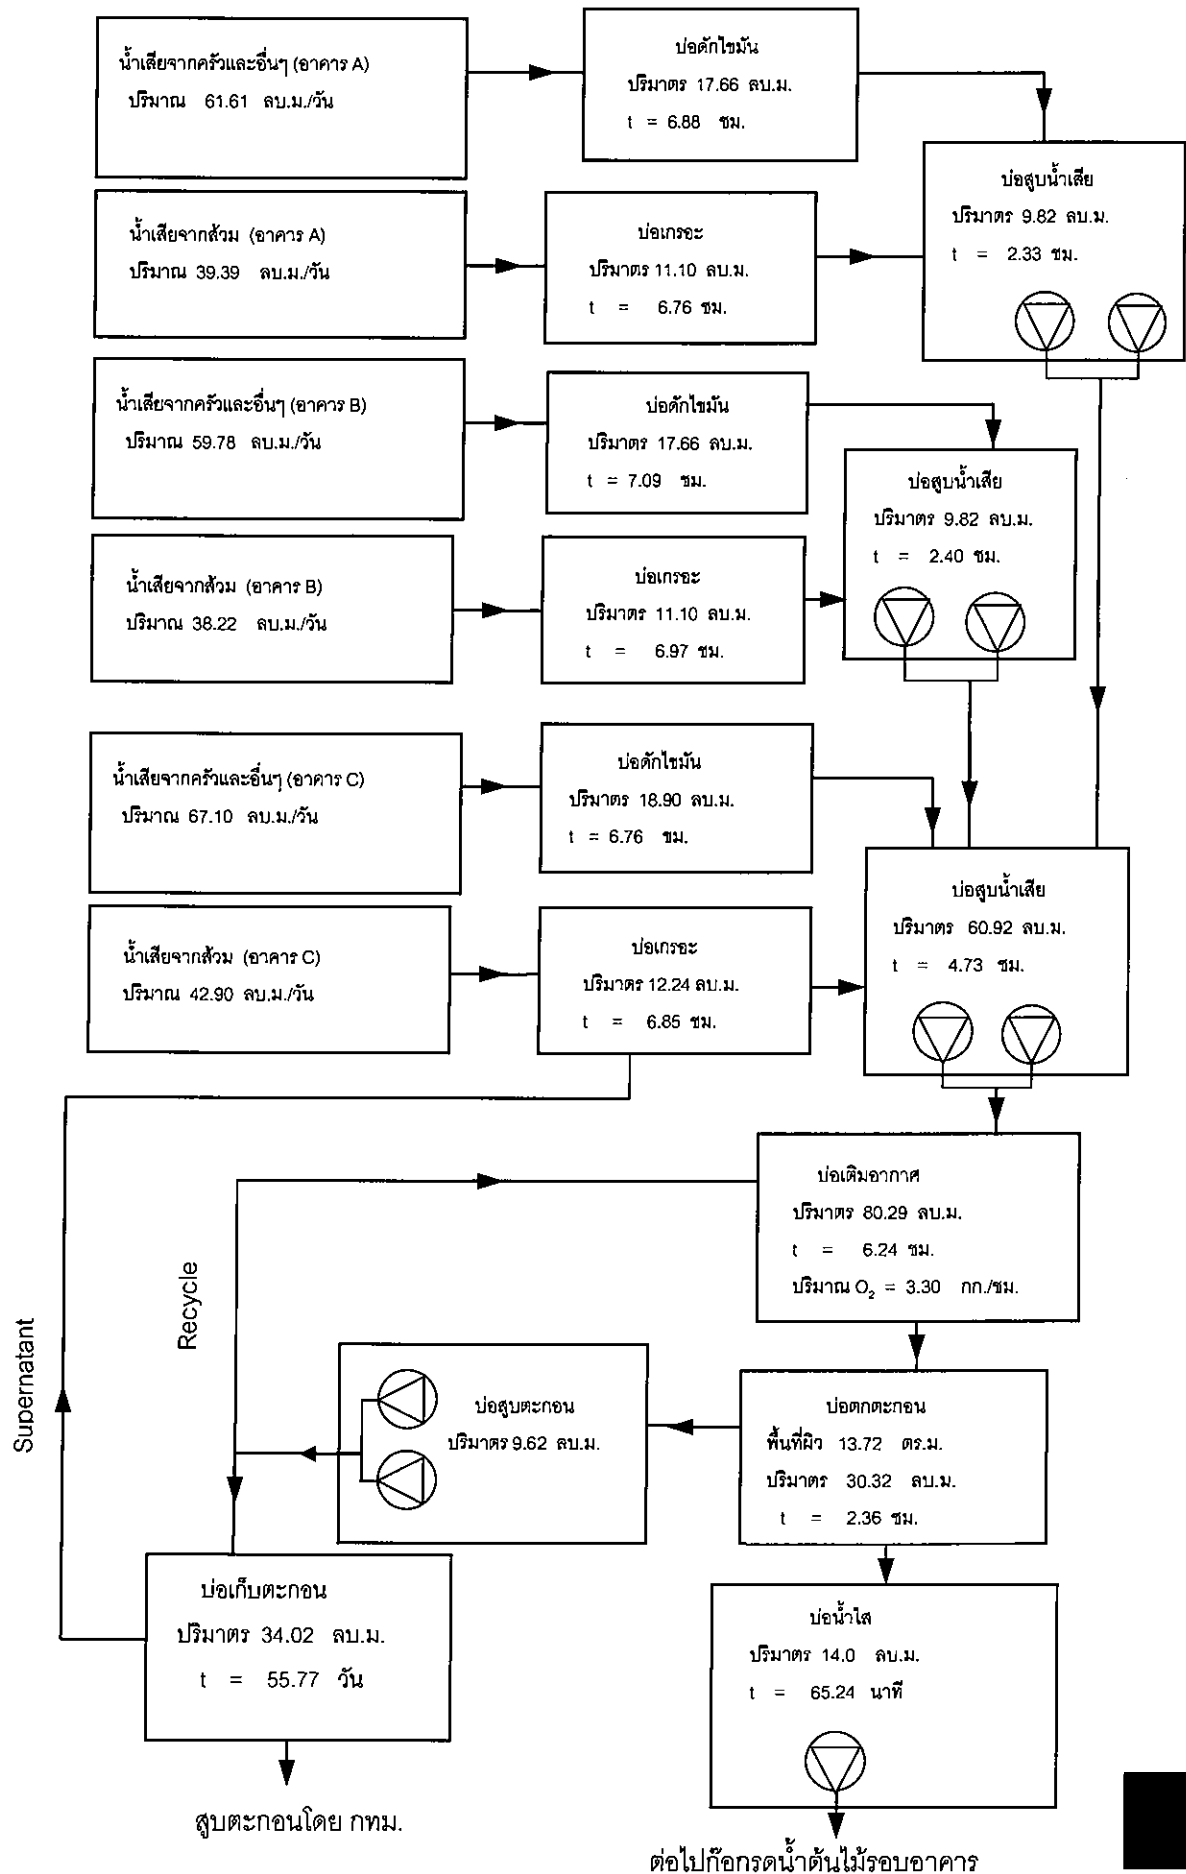 น้ำเสียจากครัวและอื่นๆ (อาคาร A)
ปริมาณ 61.61 ลบ.ม./วัน
บ่อดักไขมัน
ปริมาตร 17.66 ลบ.ม.
t = 6.88 ชม.
บ่อสูบน้ำเสีย
ปริมาตร 9.82 ลบ.ม.
t = 2.33 ชม.
น้ำเสียจากส้วม (อาคาร A)
ปริมาณ 39.39 ลบ.ม./วัน
บ่อเกรอะ
ปริมาตร 11.10 ลบ.ม.
t = 6.76 ชม.
น้ำเสียจากครัวและอื่นๆ (อาคาร B)
ปริมาณ 59.78 ลบ.ม./วัน
บ่อดักไขมัน
ปริมาตร 17.66 ลบ.ม.
t = 7.09 ชม.
บ่อสูบน้ำเสีย
ปริมาตร 9.82 ลบ.ม.
t = 2.40 ชม.
น้ำเสียจากส้วม (อาคาร B)
ปริมาณ 38.22 ลบ.ม./วัน
บ่อเกรอะ
ปริมาตร 11.10 ลบ.ม.
t = 6.97 ชม.
น้ำเสียจากครัวและอื่นๆ (อาคาร C)
ปริมาณ 67.10 ลบ.ม./วัน
บ่อดักไขมัน
ปริมาตร 18.90 ลบ.ม.
t = 6.76 ชม.
บ่อสูบน้ำเสีย
ปริมาตร 60.92 ลบ.ม.
t = 4.73 ชม.
น้ำเสียจากส้วม (อาคาร C)
ปริมาณ 42.90 ลบ.ม./วัน
บ่อเกรอะ
ปริมาตร 12.24 ลบ.ม.
t = 6.85 ชม.
บ่อเติมอากาศ
ปริมาตร 80.29 ลบ.ม.
t = 6.24 ชม.
ปริมาณ O₂ = 3.30 กก./ชม.
Recycle
Supernatant
บ่อสูบตะกอน
ปริมาตร 9.62 ลบ.ม.
บ่อตกตะกอน
พื้นที่ผิว 13.72 ตร.ม.
ปริมาตร 30.32 ลบ.ม.
t = 2.36 ชม.
บ่อเก็บตะกอน
ปริมาตร 34.02 ลบ.ม.
t = 55.77 วัน
บ่อน้ำใส
ปริมาตร 14.0 ลบ.ม.
t = 65.24 นาที
สูบตะกอนโดย กทม.
ต่อไปก๊อกรดน้ำต้นไม้รอบอาคาร